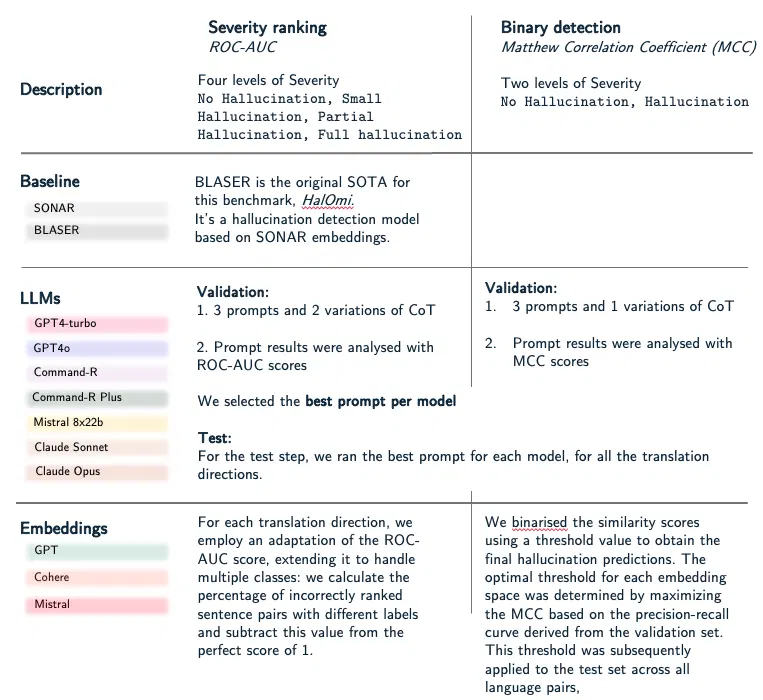 Severity ranking
ROC-AUC
Binary detection
Matthew Correlation Coefficient (MCC)
Description
Four levels of Severity
No Hallucination, Small
Hallucination, Partial
Hallucination, Full hallucination
Two levels of Severity
No Hallucination, Hallucination
Baseline
SONAR
BLASER
BLASER is the original SOTA for
this benchmark, HalOmi.
It's a hallucination detection model
based on SONAR embeddings.
LLMs
GPT4-turbo
GPT4o
Command-R
Command-R Plus
Mistral 8x22b
Claude Sonnet
Claude Opus
Validation:
1. 3 prompts and 2 variations of CoT
2. Prompt results were analysed with
ROC-AUC scores
Validation:
1. 3 prompts and 1 variations of CoT
2. Prompt results were analysed with
MCC scores
We selected the best prompt per model
Test:
For the test step, we ran the best prompt for each model, for all the translation
directions.
Embeddings
GPT
Cohere
Mistral
For each translation direction, we
employ an adaptation of the ROC-
AUC score, extending it to handle
multiple classes: we calculate the
percentage of incorrectly ranked
sentence pairs with different labels
and subtract this value from the
perfect score of 1.
We binarised the similarity scores
using a threshold value to obtain the
final hallucination predictions. The
optimal threshold for each embedding
space was determined by maximizing
the MCC based on the precision-recall
curve derived from the validation set.
This threshold was subsequently
applied to the test set across all
language pairs,